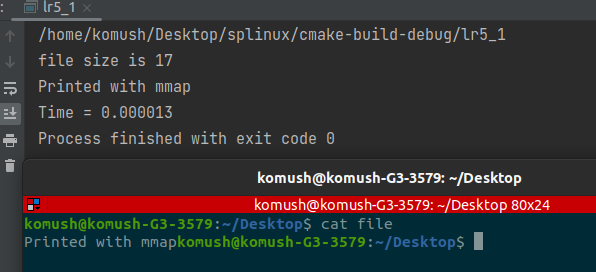 lr5_1
/home/komush/Desktop/splinux/cmake-build-debug/lr5_1
file size is 17
Printed with mmap
Time = 0.000013
Process finished with exit code 0
komush@komush-G3-3579: ~/Desktop
komush@komush-G3-3579: ~/Desktop 80x24
komush@komush-G3-3579:~/Desktop$ cat file
Printed with mmapkomush@komush-G3-3579:~/Desktop$